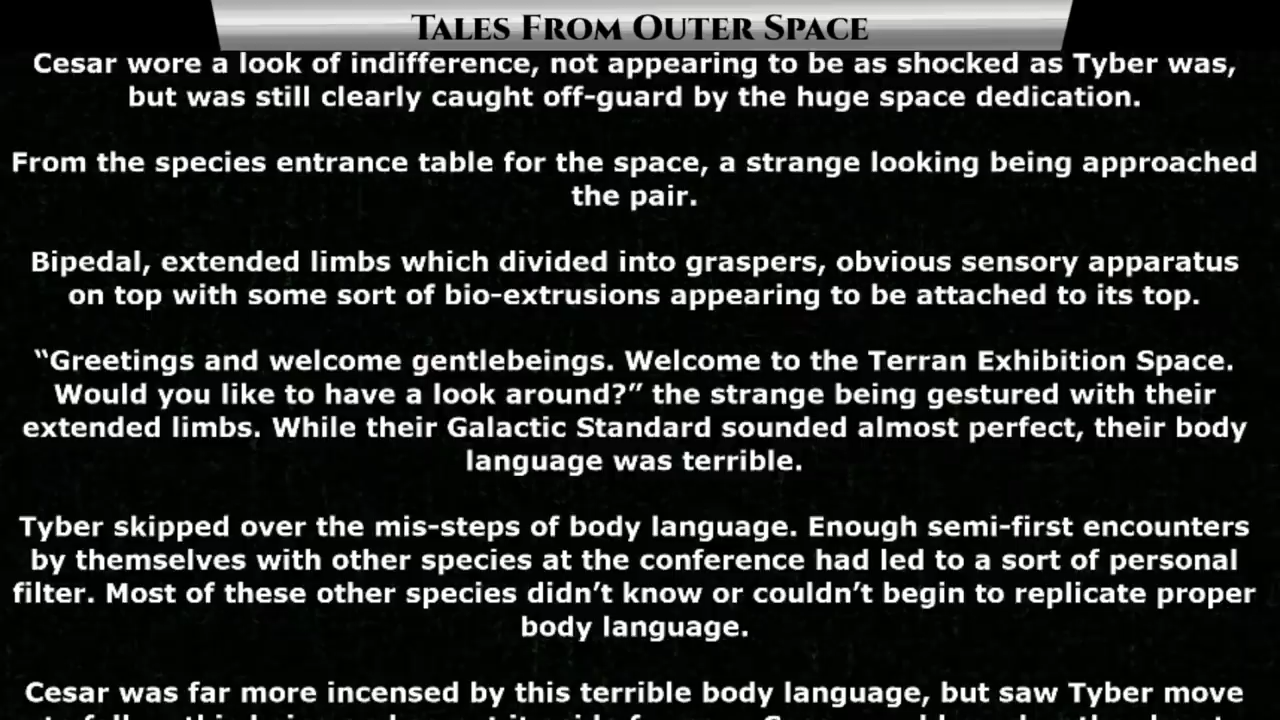 TALES FROM OUTER SPACE
Cesar wore a look of indifference, not appearing to be as shocked as Tyber was,
but was still clearly caught off-guard by the huge space dedication.
From the species entrance table for the space, a strange looking being approached
the pair.
Bipedal, extended limbs which divided into graspers, obvious sensory apparatus
on top with some sort of bio-extrusions appearing to be attached to its top.
“Greetings and welcome gentlebeings. Welcome to the Terran Exhibition Space.
Would you like to have a look around?” the strange being gestured with their
extended limbs. While their Galactic Standard sounded almost perfect, their body
language was terrible.
Tyber skipped over the mis-steps of body language. Enough semi-first encounters
by themselves with other species at the conference had led to a sort of personal
filter. Most of these other species didn’t know or couldn’t begin to replicate proper
body language.
Cesar was far more incensed by this terrible body language, but saw Tyber move